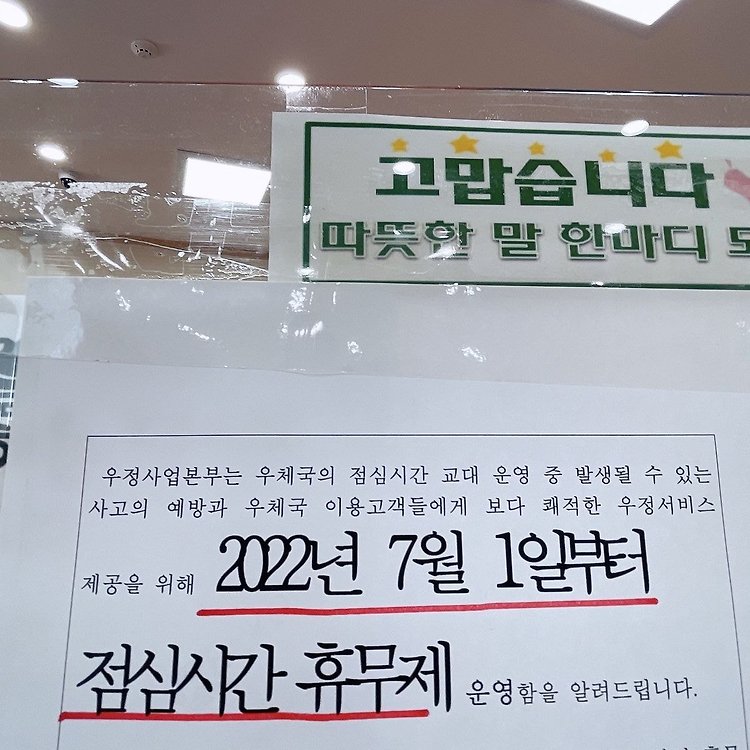 고맙습니다
따뜻한 말 한마디
우정사업본부는 우체국의 점심시간 교대 운영 중 발생될 수 있는
사고의 예방과 우체국 이용고객들에게 보다 쾌적한 우정서비스
제공을 위해 2022년 7월 1일부터
점심시간 휴무제 운영함을 알려드립니다.